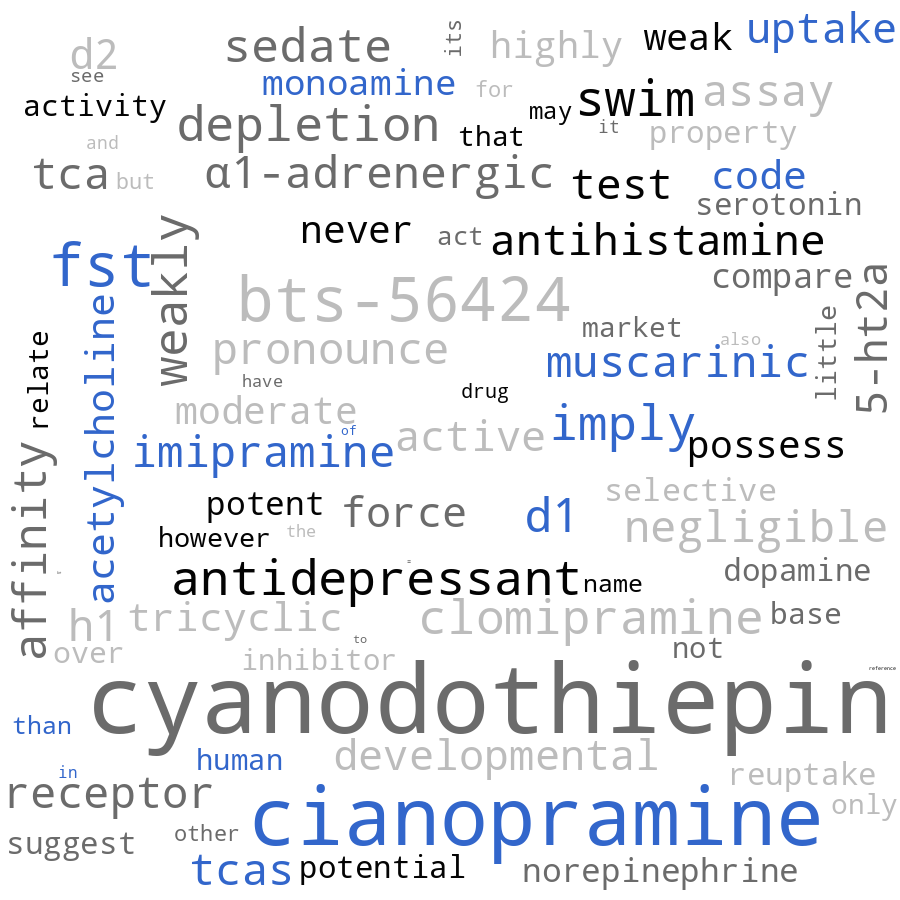 its
uptake
sedate
weak
highly
d2
see
monoamine
for
assay
swim
activity
may
depletion
that
it
property
and
tca
but
α1-adrenergic
test
code
serotonin
never
act
antihistamine
fst
weakly
compare
bts-56424
5-ht2a
market
little
also
pronounce
muscarinic
relate
acetylcholine
have
drug
moderate
of
imply
active
imipramine
possess
affinity
selective
potent
force
d1
negligible
however
the
antidepressant
name
dopamine
h1
tricyclic
clomipramine
base
to
not
over
inhibitor
reference
cyanodothiepin
than
human
developmental
in
reuptake
receptor
cianopramine
only
suggest
other
tcas
potential
norepinephrine